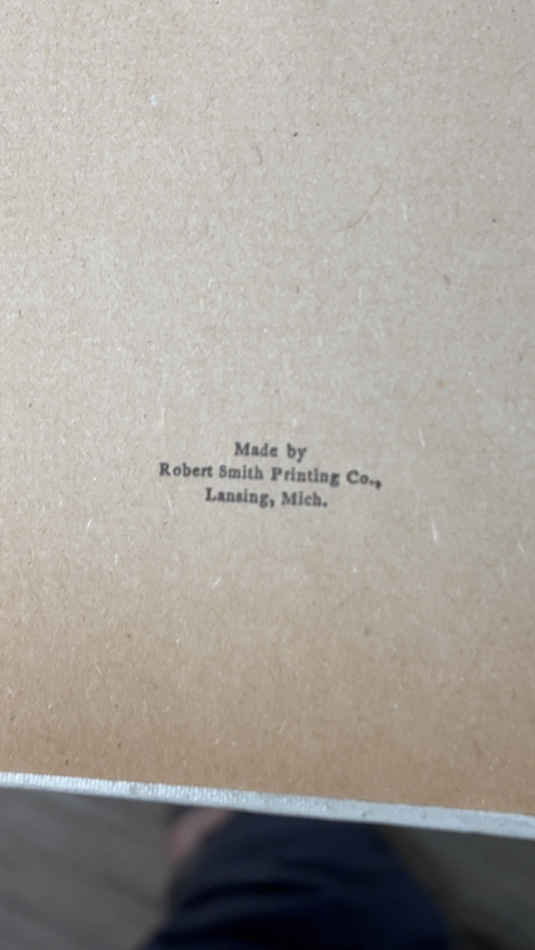 Made by
Robert Smith Printing Co.,
Lansing, Mich.